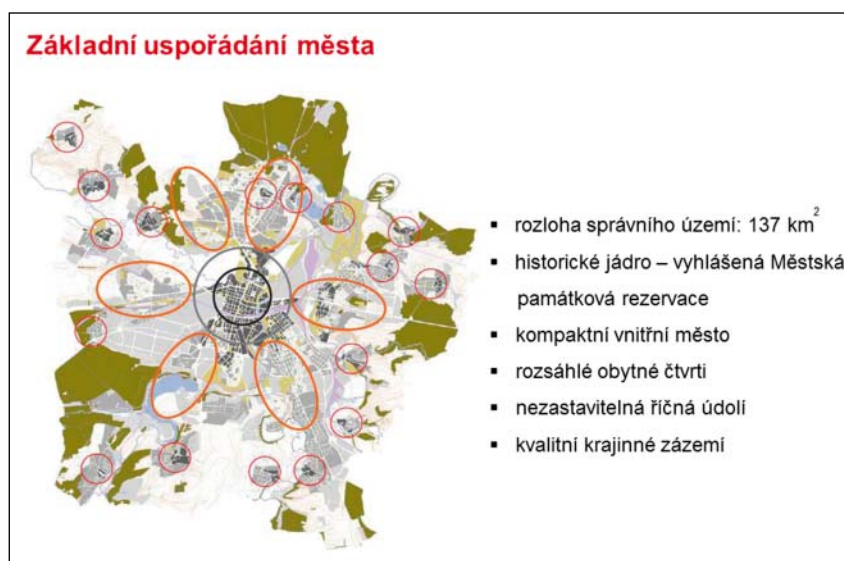 Základní uspořádání města
▪ rozloha správního území: 137 km²
▪ historické jádro – vyhlášená Městská
památková rezervace
▪ kompaktní vnitřní město
▪ rozsáhlé obytné čtvrti
▪ nezastavitelná říčná údolí
▪ kvalitní krajinné zázemí